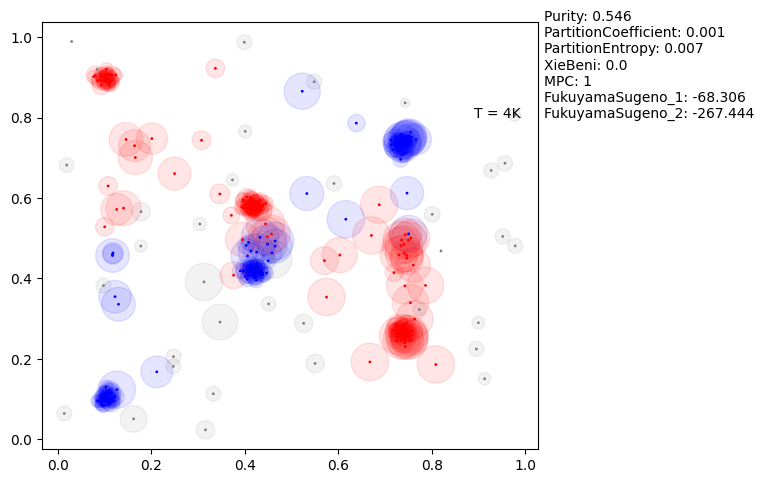 Purity: 0.546
PartitionCoefficient: 0.001
PartitionEntropy: 0.007
XieBeni: 0.0
MPC: 1
FukuyamaSugeno_1: -68.306
FukuyamaSugeno_2: -267.444
T = 4K
1.0
0.8
0.6
0.4
0.2
0.0
0.0 0.2 0.4 0.6 0.8 1.0